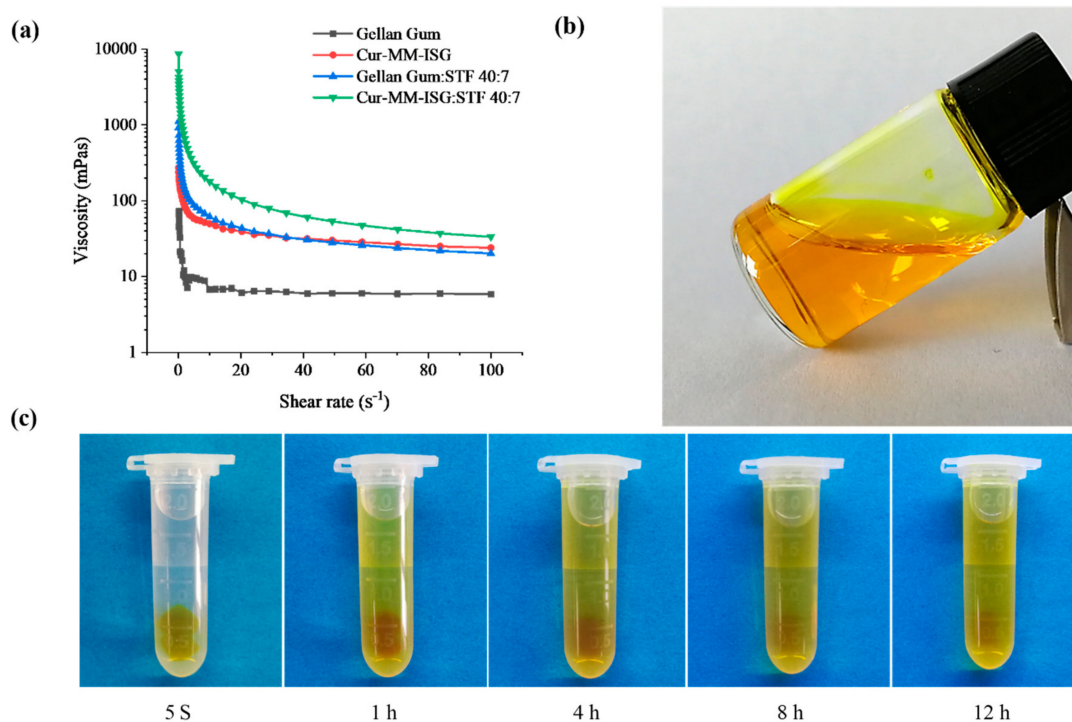 (a)
Gellan Gum
Cur-MM-ISG
Gellan Gum:STF 40:7
Cur-MM-ISG:STF 40:7
10000
1000
100
10
1
Viscosity (mPas)
0
20
40
60
80
100
Shear rate (s⁻¹)
(b)
(c)
5 S
1 h
4 h
8 h
12 h